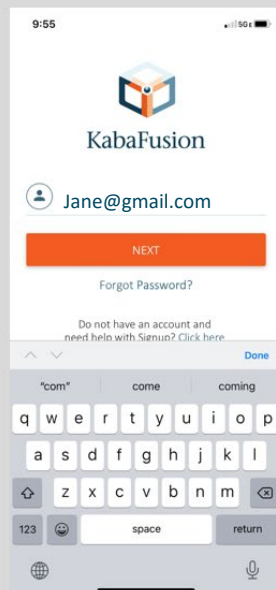 9:55
5GE
KabaFusion
Jane@gmail.com
NEXT
Forgot Password?
Do not have an account and
need help with Signup? Click here
Done
"com" come coming
q w e r t y u i o p
a s d f g h j k l
z x c v b n m
123 space return